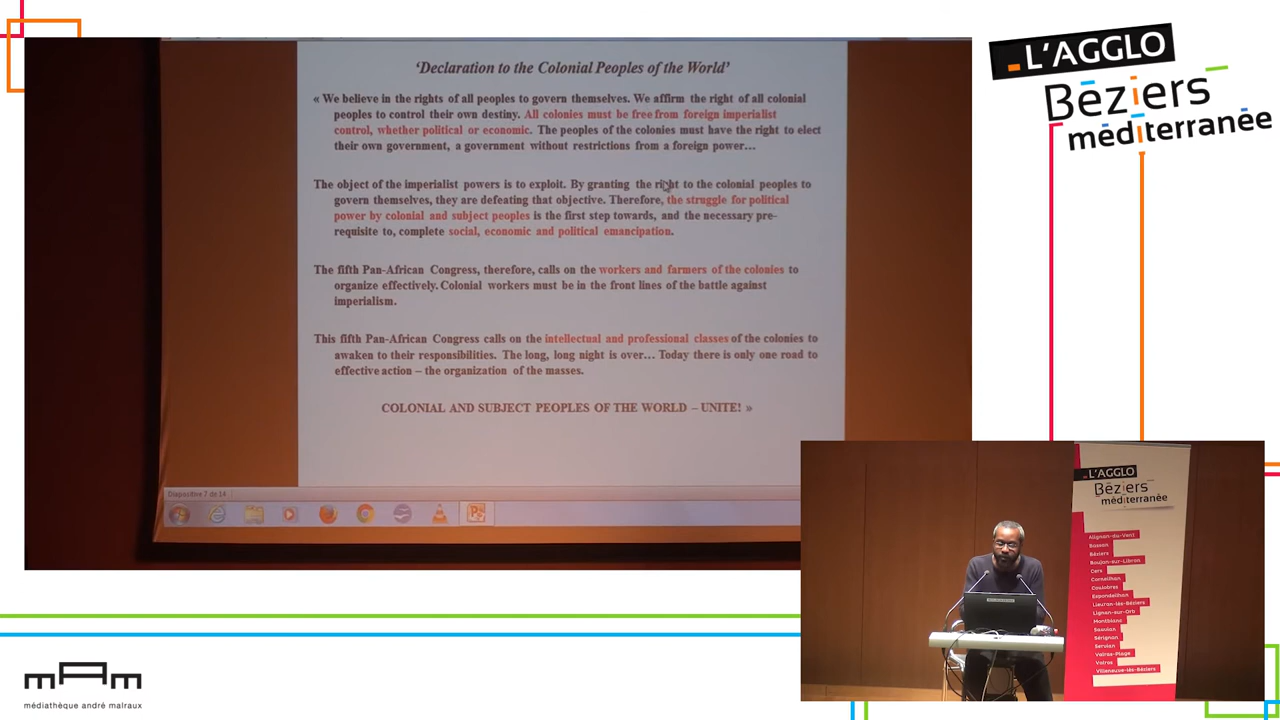 'Declaration to the Colonial Peoples of the World'
« We believe in the rights of all peoples to govern themselves. We affirm the right of all colonial
peoples to control their own destiny. All colonies must be free from foreign imperialist
control, whether political or economic. The peoples of the colonies must have the right to elect
their own government, a government without restrictions from a foreign power...
The object of the imperialist powers is to exploit. By granting the right to the colonial peoples to
govern themselves, they are defeating that objective. Therefore, the struggle for political
power by colonial and subject peoples is the first step towards, and the necessary pre-
requisite to, complete social, economic and political emancipation.
The fifth Pan-African Congress, therefore, calls on the workers and farmers of the colonies to
organize effectively. Colonial workers must be in the front lines of the battle against
imperialism.
This fifth Pan-African Congress calls on the intellectual and professional classes of the colonies to
awaken to their responsibilities. The long, long night is over... Today there is only one road to
effective action – the organization of the masses.
COLONIAL AND SUBJECT PEOPLES OF THE WORLD – UNITE! »
Diapositive 7 de 14
L'AGGLO
Béziers
méditerranée
L'AGGLO
Béziers
méditerranée
Alignan-du-Vent
Bassan
Béziers
Boujan-sur-Libron
Cers
Corneilhan
Coulobres
Espondeilhan
Lieuran-lès-Béziers
Lignan-sur-Orb
Montblanc
Sauvian
Sérignan
Servian
Valras-Plage
Valros
Villeneuve-lès-Béziers
mAm
médiathèque andré malraux